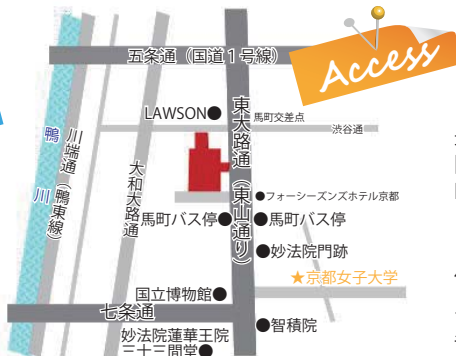 Access
五条通（国道1号線）
LAWSON●
馬町交差点
渋谷通
東大路通（東山通り）
鴨川
川端通（鴨東線）
大和大路通
●フォーシーズンズホテル京都
馬町バス停●
●馬町バス停
●妙法院門跡
★京都女子大学
国立博物館●
七条通
●智積院
妙法院蓮華王院
三十三間堂●